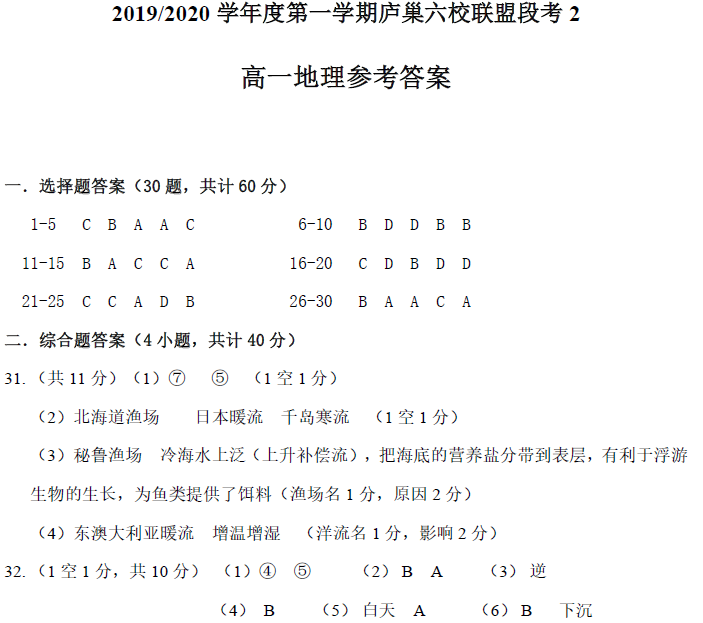 2019/2020 学年度第一学期庐巢六校联盟段考 2
高一地理参考答案
一．选择题答案（30 题，共计 60 分）
1-5 C B A A C 6-10 B D D B B
11-15 B A C C A 16-20 C D B D D
21-25 C C A D B 26-30 B A A C A
二．综合题答案（4 小题，共计 40 分）
31.（共 11 分）（1）⑦ ⑤ （1 空 1 分）
（2）北海道渔场 日本暖流 千岛寒流 （1 空 1 分）
（3）秘鲁渔场 冷海水上泛（上升补偿流），把海底的营养盐分带到表层，有利于浮游
生物的生长，为鱼类提供了饵料（渔场名 1 分，原因 2 分）
（4）东澳大利亚暖流 增温增湿 （洋流名 1 分，影响 2 分）
32.（1 空 1 分，共 10 分） （1）④ ⑤ （2）B A （3）逆
（4） B （5）白天 A （6）B 下沉